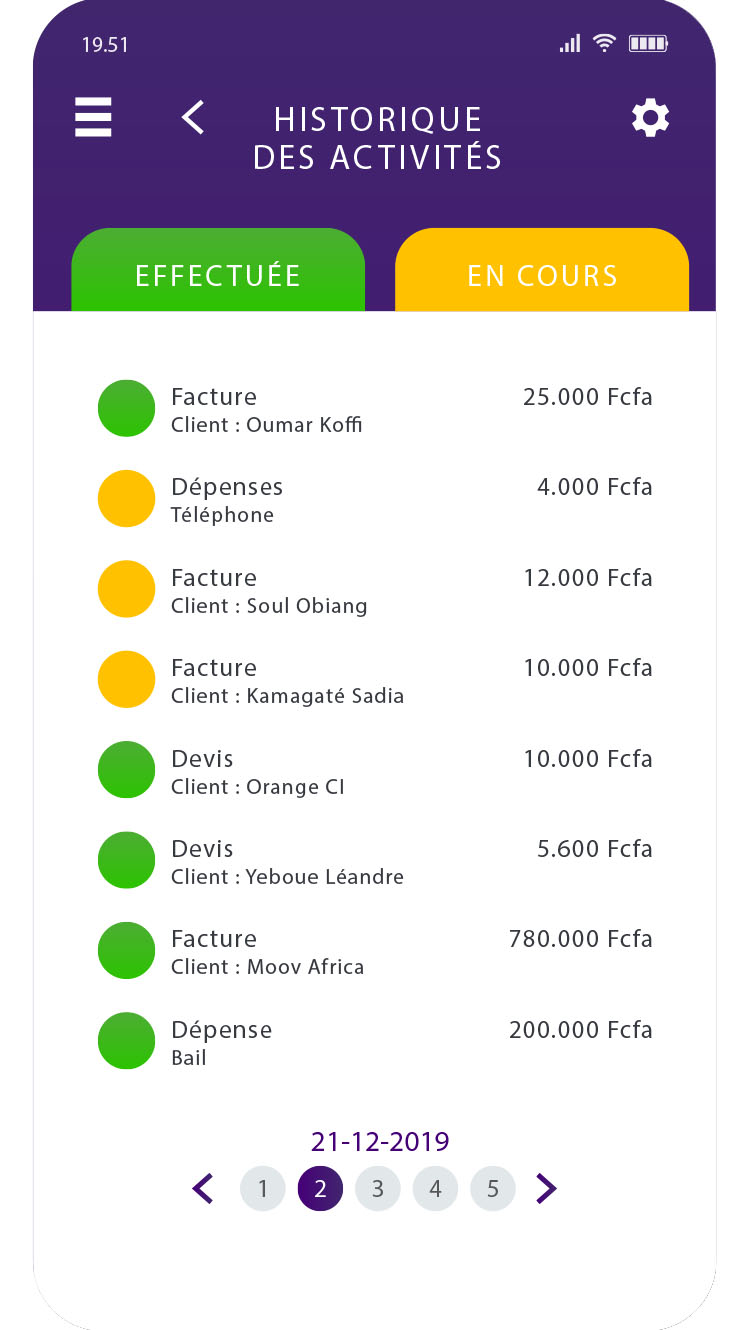 19.51
HISTORIQUE
DES ACTIVITÉS
EFFECTUÉE
EN COURS
Facture 25.000 Fcfa
Client : Oumar Koffi
Dépenses 4.000 Fcfa
Téléphone
Facture 12.000 Fcfa
Client : Soul Obiang
Facture 10.000 Fcfa
Client : Kamagaté Sadia
Devis 10.000 Fcfa
Client : Orange CI
Devis 5.600 Fcfa
Client : Yeboue Léandre
Facture 780.000 Fcfa
Client : Moov Africa
Dépense 200.000 Fcfa
Bail
21-12-2019
1 2 3 4 5